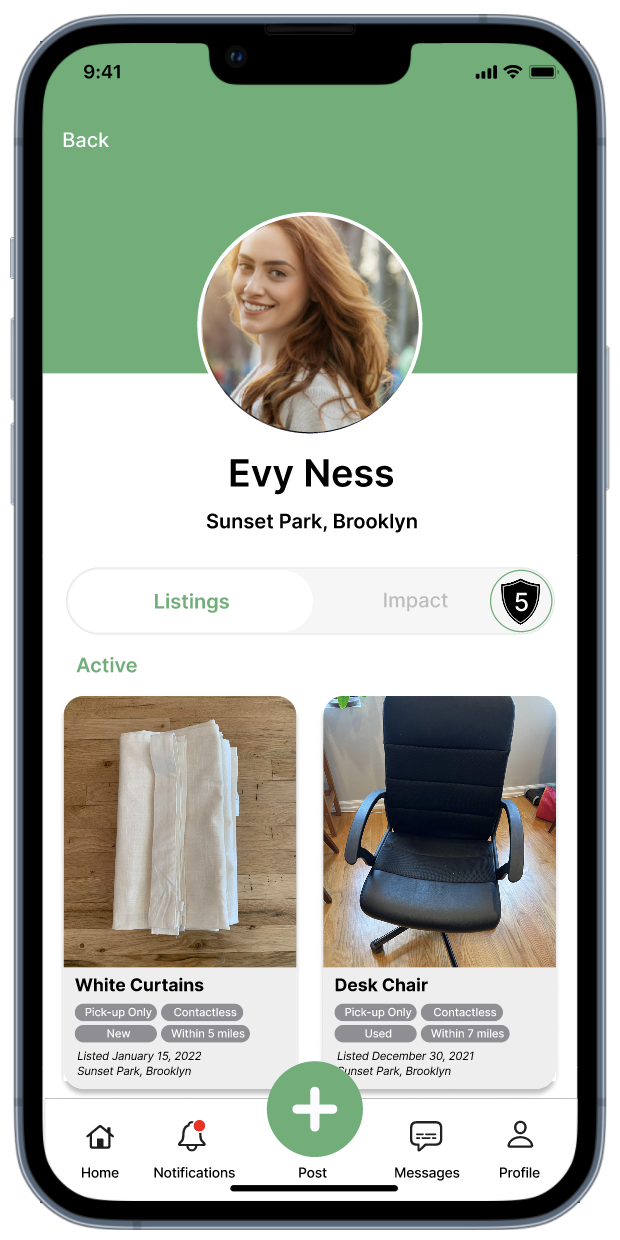 9:41
Back
Evy Ness
Sunset Park, Brooklyn
Listings Impact 5
Active
White Curtains
Pick-up Only Contactless
New Within 5 miles
Listed January 15, 2022
Sunset Park, Brooklyn
Desk Chair
Pick-up Only Contactless
Used Within 7 miles
Listed December 30, 2021
Sunset Park, Brooklyn
Home Notifications Post Messages Profile